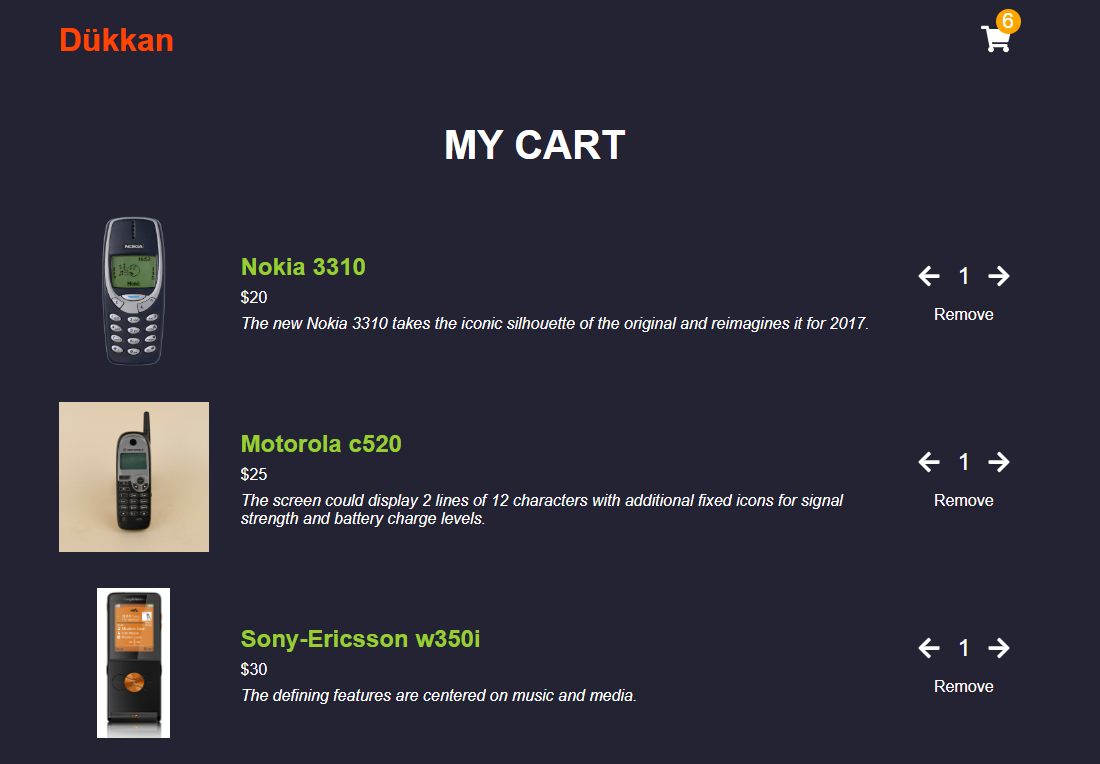 Dükkan
6
MY CART
NOKIA
Nokia 3310
$20
The new Nokia 3310 takes the iconic silhouette of the original and reimagines it for 2017.
1
Remove
Motorola c520
$25
The screen could display 2 lines of 12 characters with additional fixed icons for signal
strength and battery charge levels.
1
Remove
Sony-Ericsson w350i
$30
The defining features are centered on music and media.
1
Remove